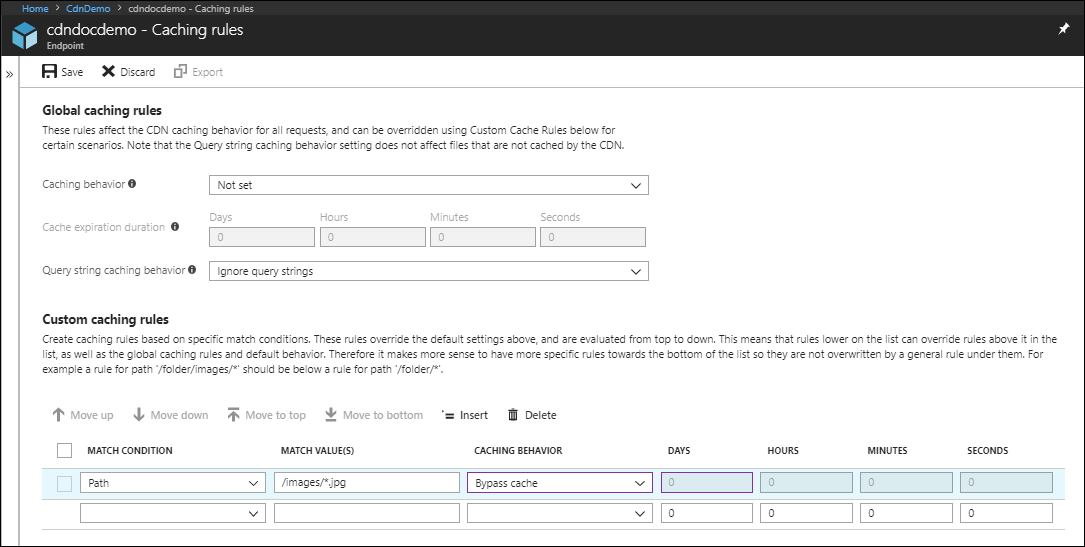 Home > CdnDemo > cdndocdemo - Caching rules
cdndocdemo - Caching rules
Endpoint
»
Save Discard Export
Global caching rules
These rules affect the CDN caching behavior for all requests, and can be overridden using Custom Cache Rules below for
certain scenarios. Note that the Query string caching behavior setting does not affect files that are not cached by the CDN.
Caching behavior Not set
Days Hours Minutes Seconds
Cache expiration duration 0 0 0 0
Query string caching behavior Ignore query strings
Custom caching rules
Create caching rules based on specific match conditions. These rules override the default settings above, and are evaluated from top to down. This means that rules lower on the list can override rules above it in the
list, as well as the global caching rules and default behavior. Therefore it makes more sense to have more specific rules towards the bottom of the list so they are not overwritten by a general rule under them. For
example a rule for path '/folder/images/*' should be below a rule for path '/folder/*'.
Move up Move down Move to top Move to bottom Insert Delete
MATCH CONDITION MATCH VALUE(S) CACHING BEHAVIOR DAYS HOURS MINUTES SECONDS
Path /images/*.jpg Bypass cache 0 0 0 0
0 0 0 0